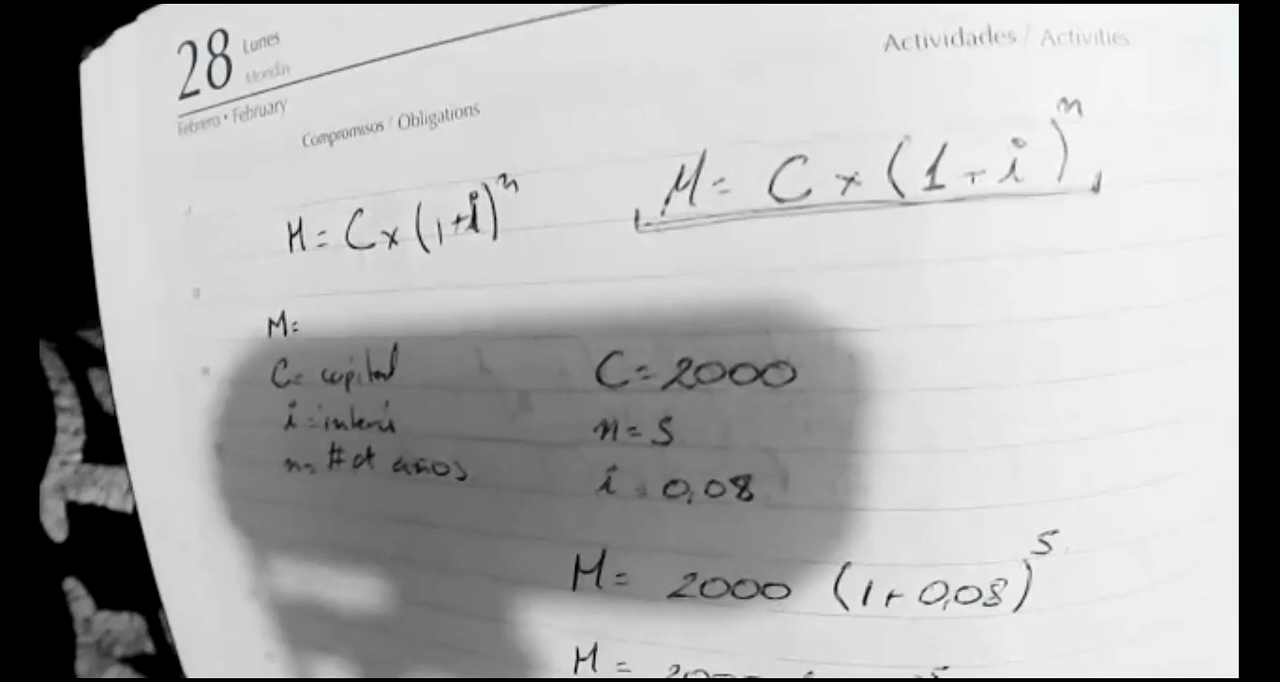 28 Lunes
Monday
Febrero • February
Compromisos / Obligations
Actividades / Activities
M = C x (1+i)^n
M = C x (1+i)^n
M=
C= capital
i = interés
n= # d años
C= 2000
n= 5
i = 0,08
M= 2000 (1+0,08)^5
M =